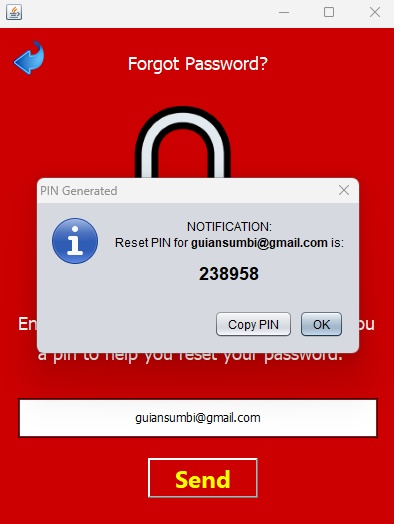 Forgot Password?
PIN Generated
NOTIFICATION:
Reset PIN for guiansumbi@gmail.com is:
238958
Copy PIN
OK
a pin to help you reset your password.
guiansumbi@gmail.com
Send